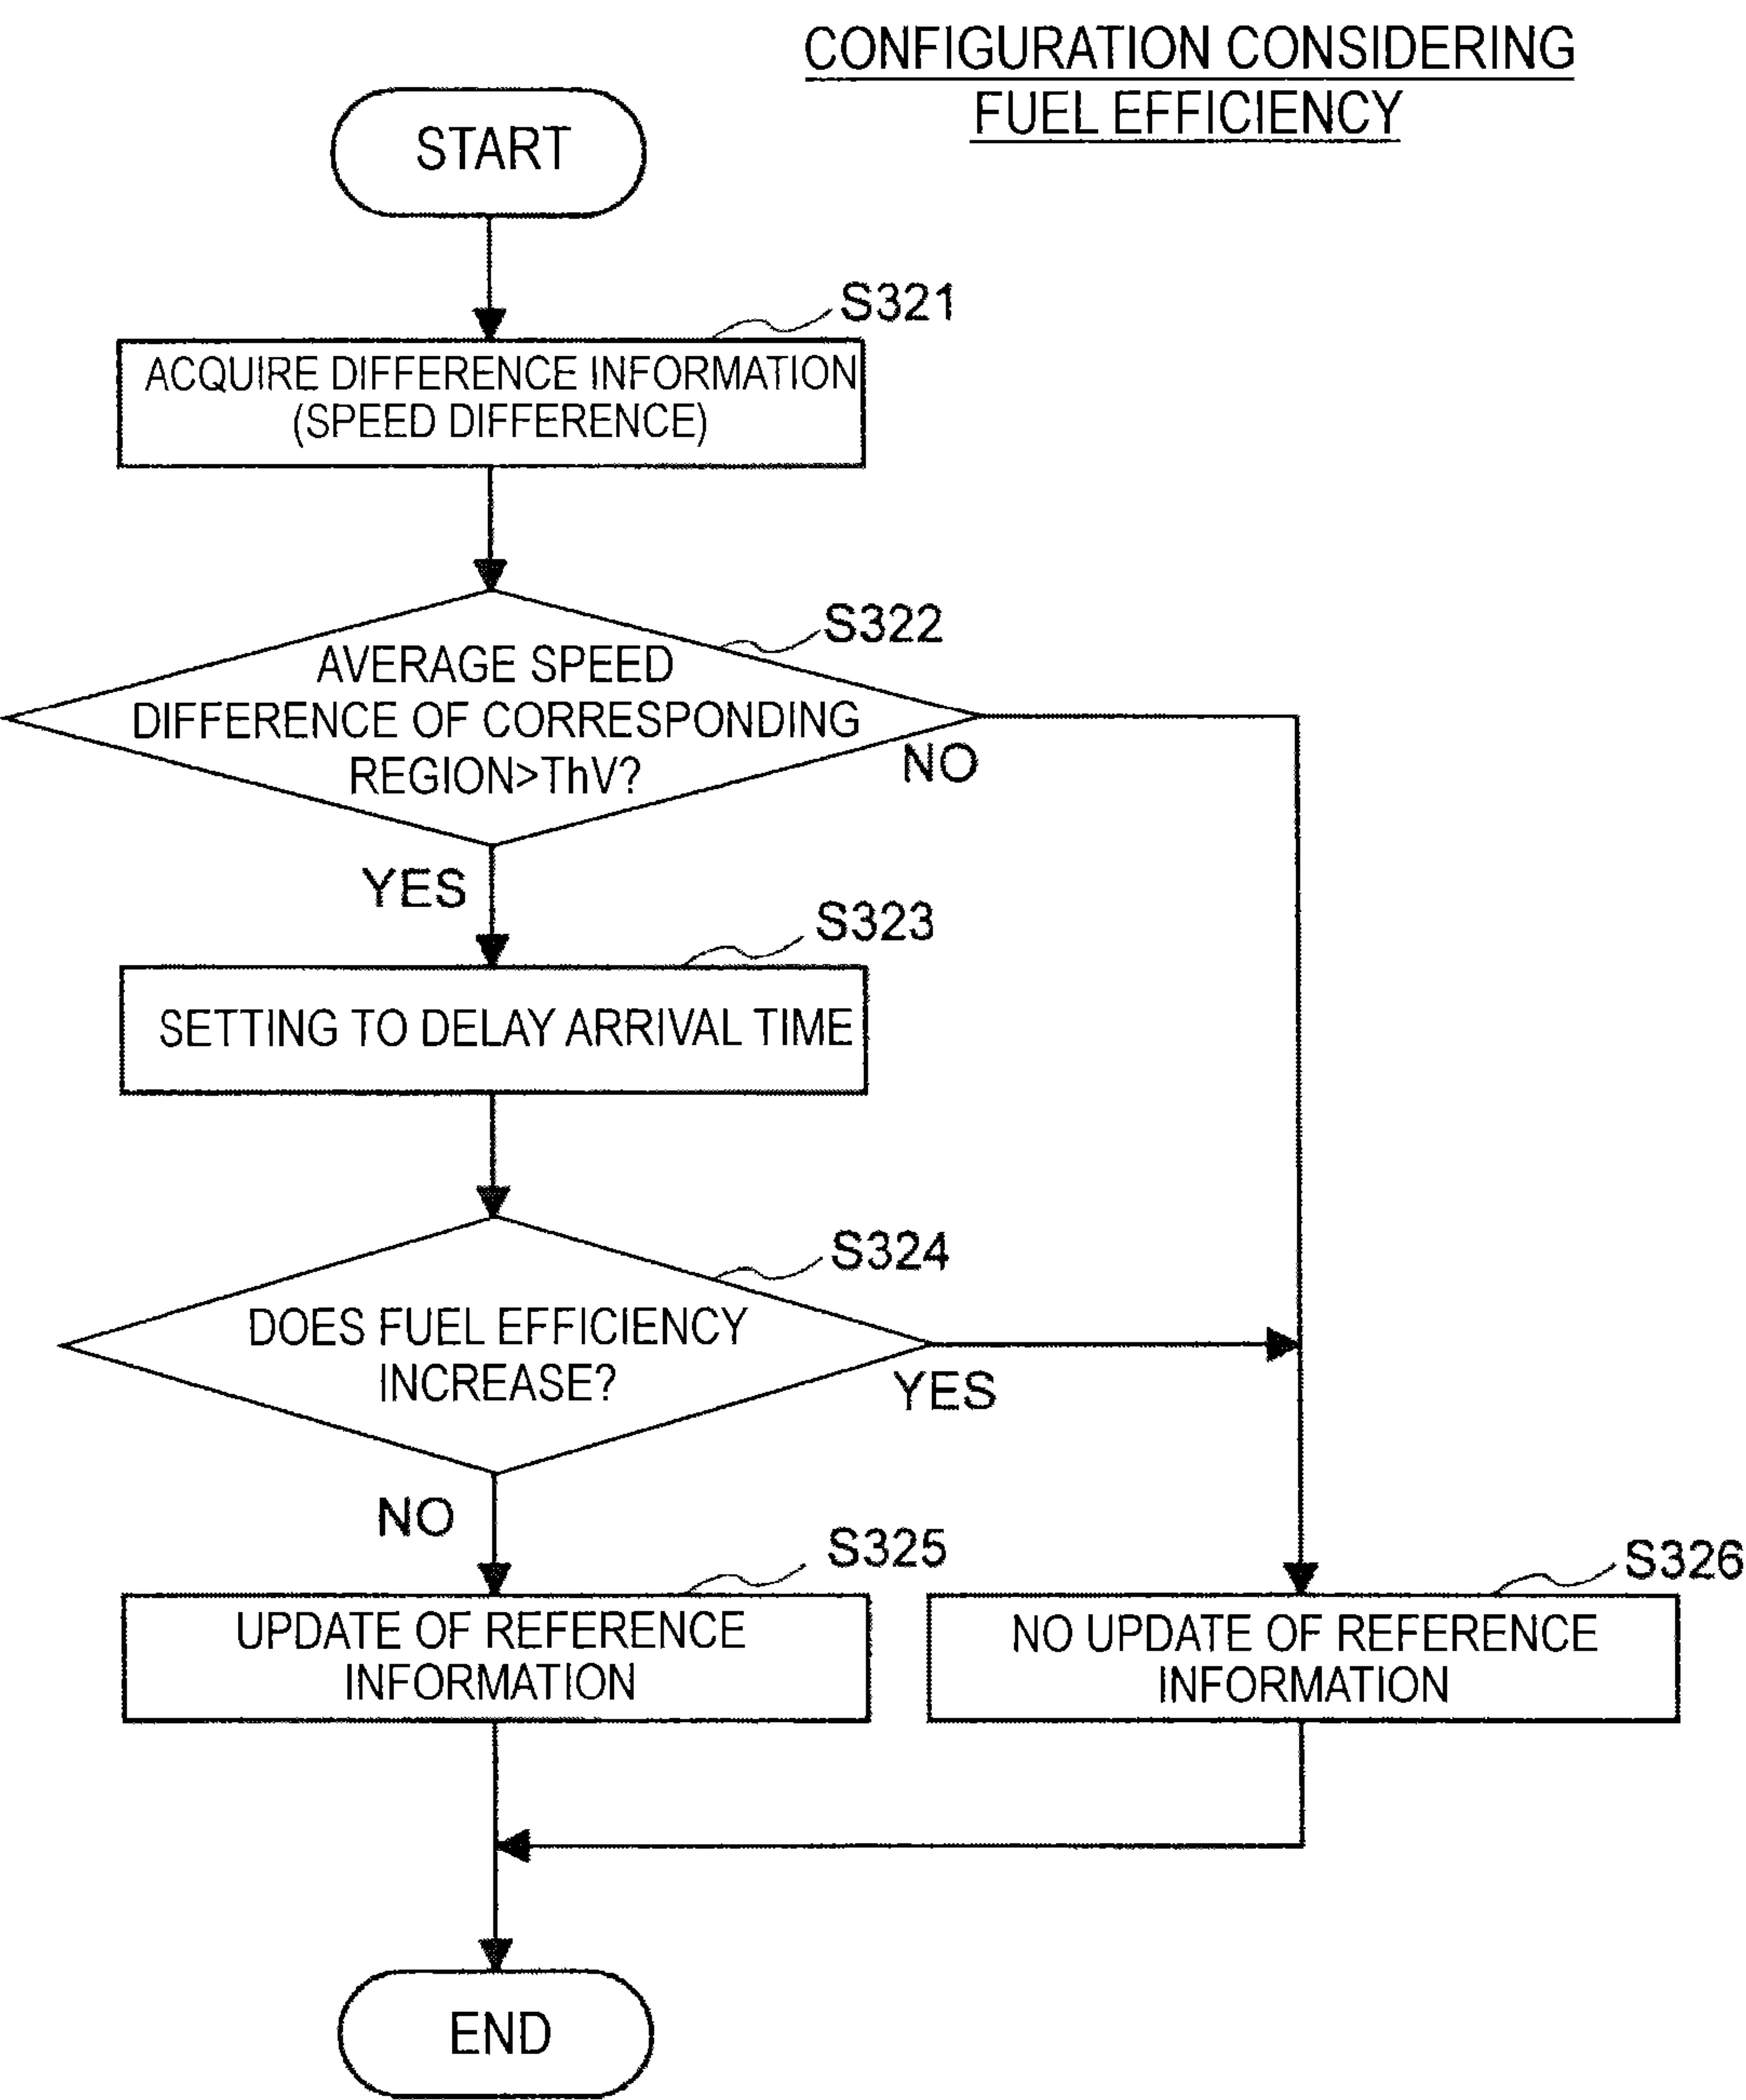 CONFIGURATION CONSIDERING
FUEL EFFICIENCY
START
S321
ACQUIRE DIFFERENCE INFORMATION
(SPEED DIFFERENCE)
S322
AVERAGE SPEED
DIFFERENCE OF CORRESPONDING
REGION>ThV?
NO
YES
S323
SETTING TO DELAY ARRIVAL TIME
S324
DOES FUEL EFFICIENCY
INCREASE?
YES
NO
S325
UPDATE OF REFERENCE
INFORMATION
S326
NO UPDATE OF REFERENCE
INFORMATION
END